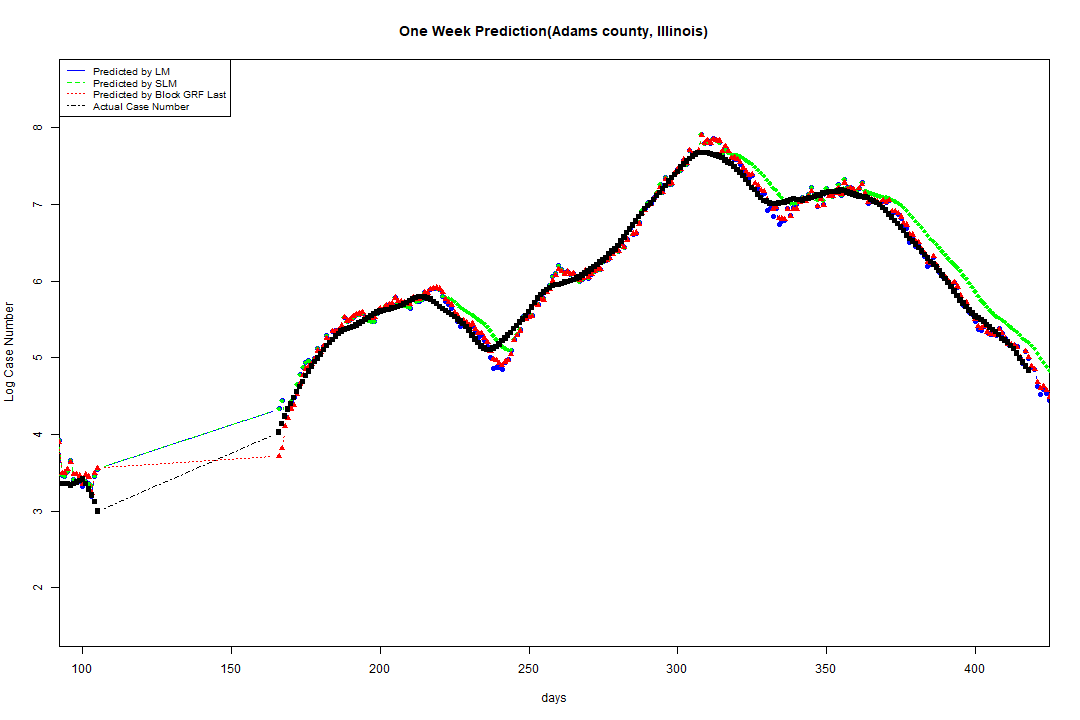 One Week Prediction(Adams county, Illinois)
Predicted by LM
Predicted by SLM
Predicted by Block GRF Last
Actual Case Number
Log Case Number
8
7
6
5
4
3
2
100 150 200 250 300 350 400
days